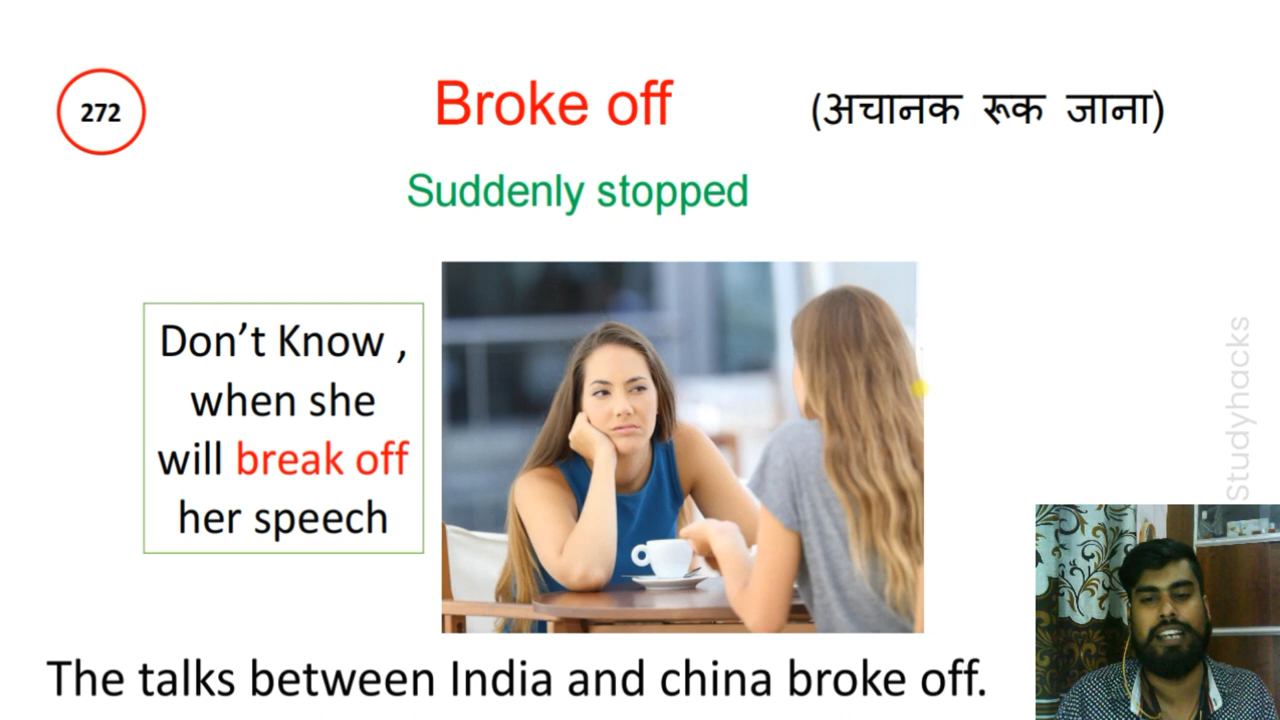 272
Broke off
(अचानक रूक जाना)
Suddenly stopped
Don’t Know ,
when she
will break off
her speech
Studyhacks
The talks between India and china broke off.